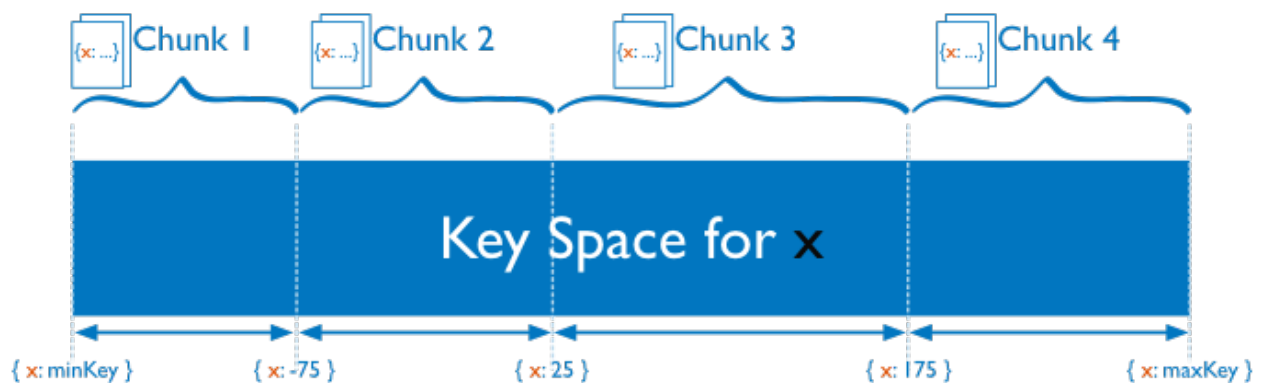 {x: ...} Chunk 1 {x: ...} Chunk 2 {x: ...} Chunk 3 {x: ...} Chunk 4
Key Space for x
{ x: minKey } { x: -75 } { x: 25 } { x: 175 } { x: maxKey }